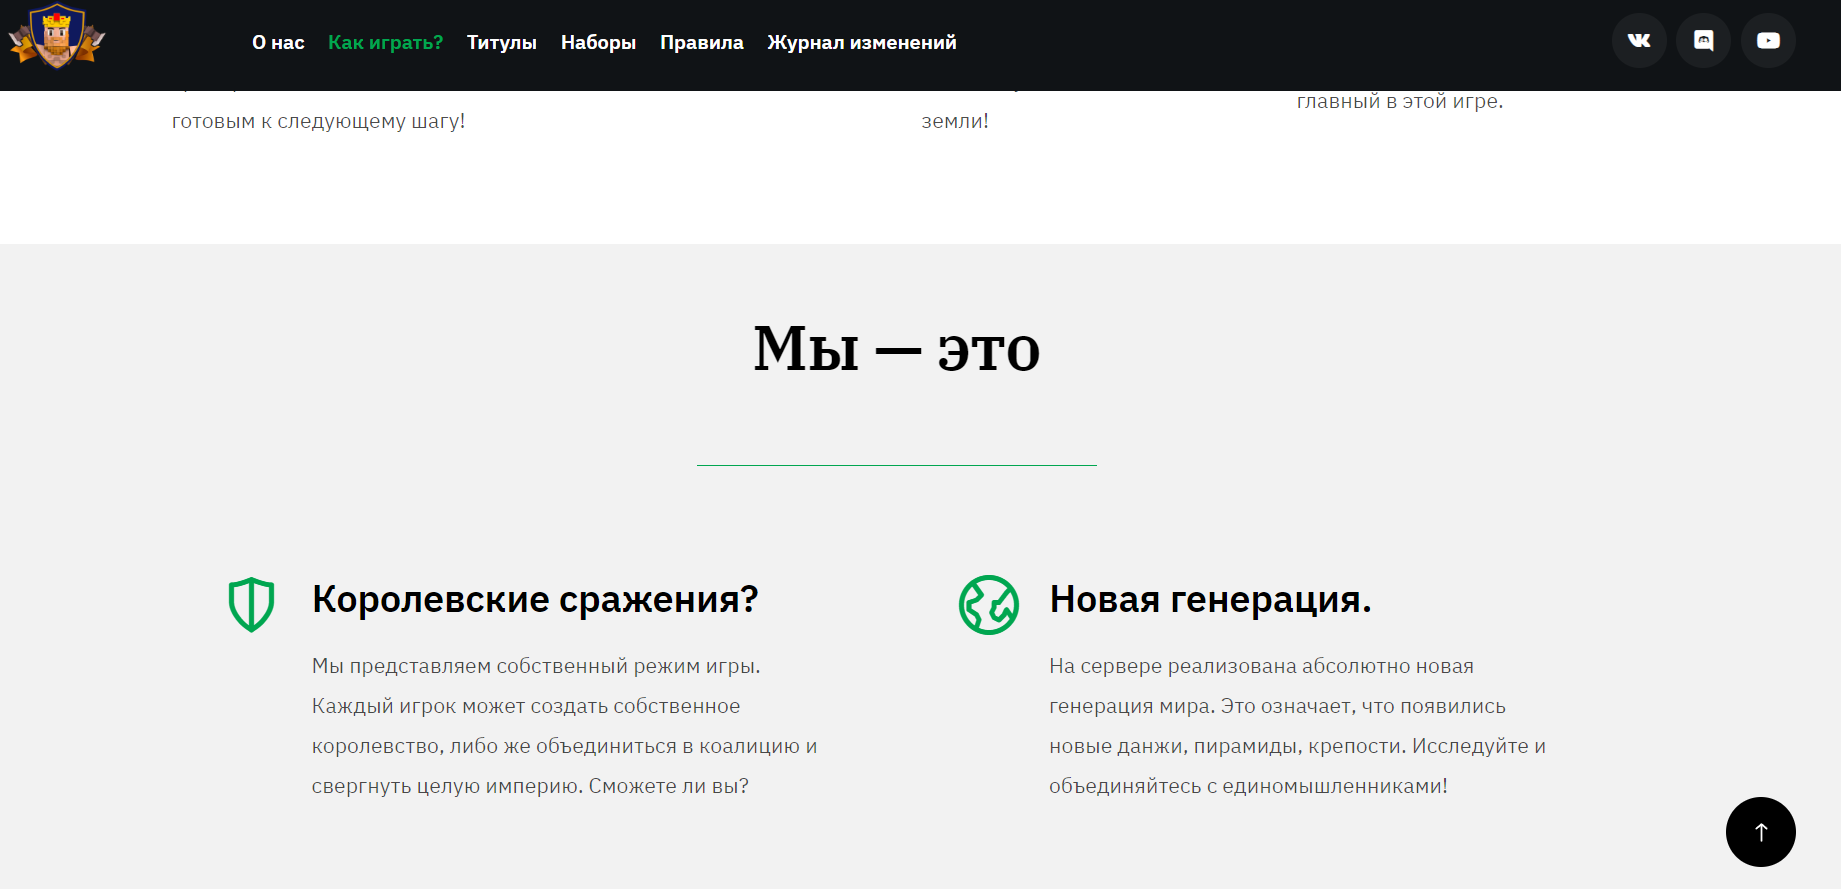 О нас Как играть? Титулы Наборы Правила Журнал изменений
главный в этой игре.
готовым к следующему шагу!
земли!
Мы — это
Королевские сражения?
Мы представляем собственный режим игры.
Каждый игрок может создать собственное
королевство, либо же объединиться в коалицию и
свергнуть целую империю. Сможете ли вы?
Новая генерация.
На сервере реализована абсолютно новая
генерация мира. Это означает, что появились
новые данжи, пирамиды, крепости. Исследуйте и
объединяйтесь с единомышленниками!